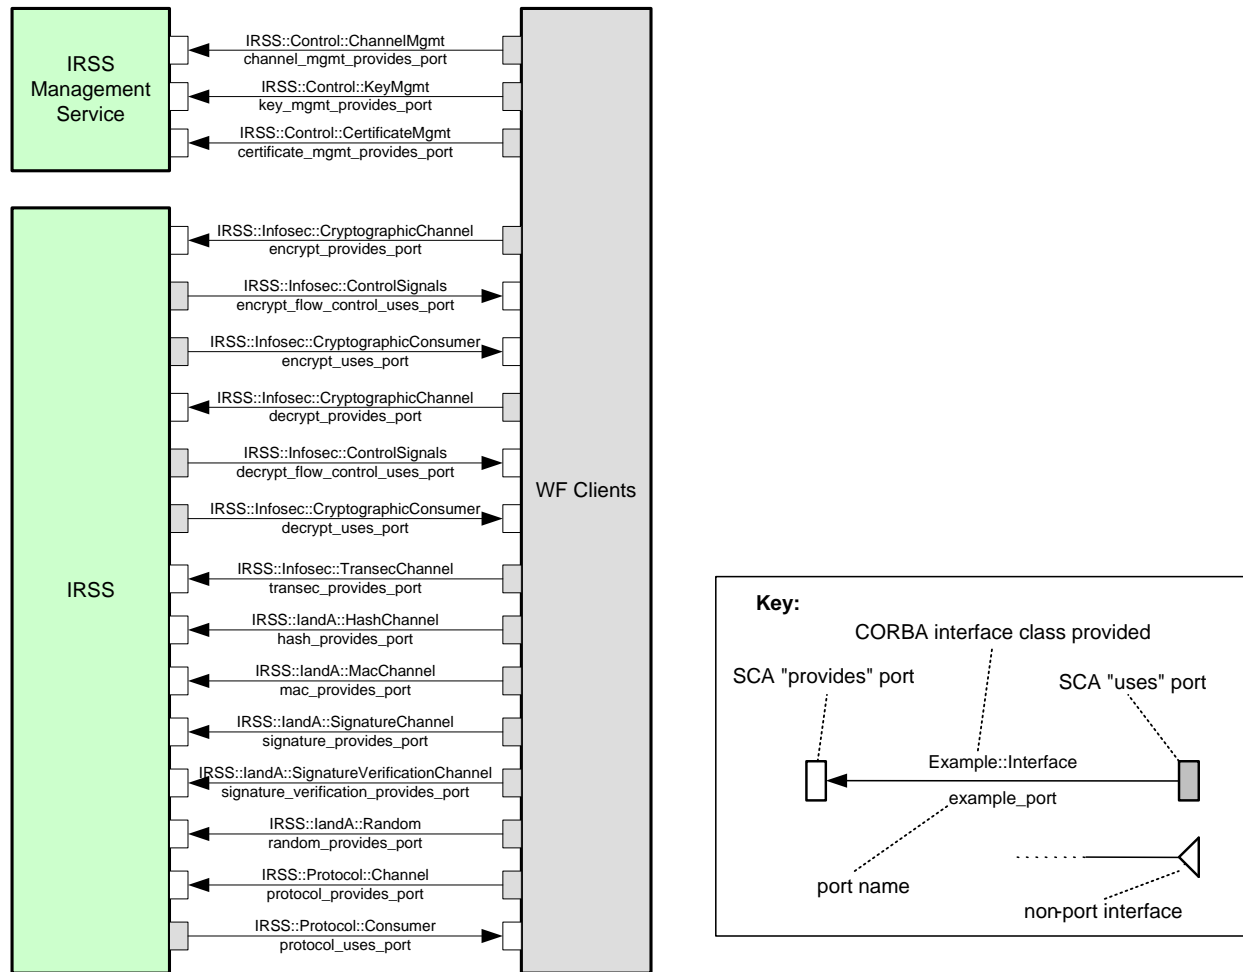 IRSS
Management
Service
IRSS::Control::ChannelMgmt
channel_mgmt_provides_port
IRSS::Control::KeyMgmt
key_mgmt_provides_port
IRSS::Control::CertificateMgmt
certificate_mgmt_provides_port
IRSS
WF Clients
IRSS::Infosec::CryptographicChannel
encrypt_provides_port
IRSS::Infosec::ControlSignals
encrypt_flow_control_uses_port
IRSS::Infosec::CryptographicConsumer
encrypt_uses_port
IRSS::Infosec::CryptographicChannel
decrypt_provides_port
IRSS::Infosec::ControlSignals
decrypt_flow_control_uses_port
IRSS::Infosec::CryptographicConsumer
decrypt_uses_port
IRSS::Infosec::TransecChannel
transec_provides_port
IRSS::IandA::HashChannel
hash_provides_port
IRSS::IandA::MacChannel
mac_provides_port
IRSS::IandA::SignatureChannel
signature_provides_port
IRSS::IandA::SignatureVerificationChannel
signature_verification_provides_port
IRSS::IandA::Random
random_provides_port
IRSS::Protocol::Channel
protocol_provides_port
IRSS::Protocol::Consumer
protocol_uses_port
Key:
CORBA interface class provided
SCA "provides" port
SCA "uses" port
Example::Interface
example_port
port name
non-port interface